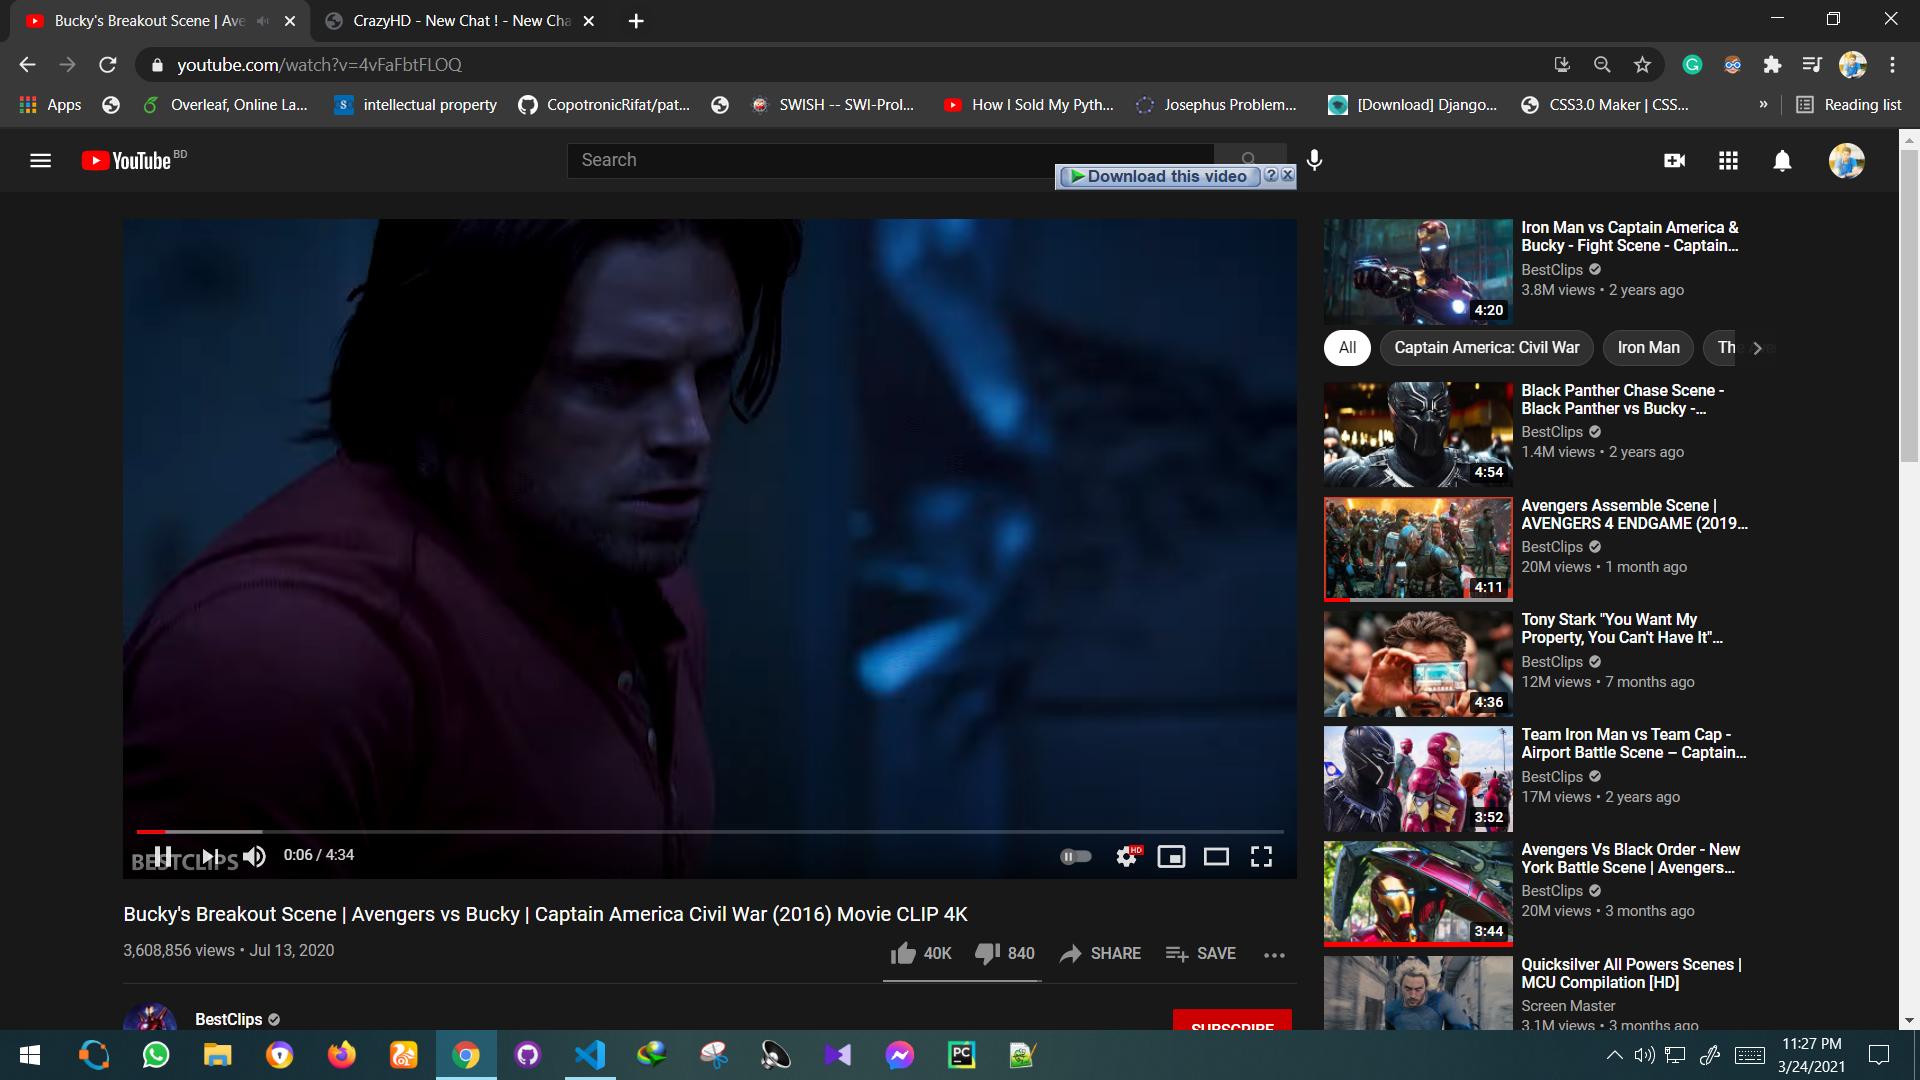 Bucky's Breakout Scene | Ave
CrazyHD - New Chat ! - New Cha
youtube.com/watch?v=4vFaFbtFLOQ
Apps
Overleaf, Online La...
intellectual property
CopotronicRifat/pat...
SWISH -- SWI-Prol...
How I Sold My Pyth...
Josephus Problem...
[Download] Django...
CSS3.0 Maker | CSS...
»
Reading list
YouTube BD
Search
Download this video
Iron Man vs Captain America &
Bucky - Fight Scene - Captain...
BestClips
3.8M views • 2 years ago
4:20
All
Captain America: Civil War
Iron Man
Black Panther Chase Scene -
Black Panther vs Bucky -...
BestClips
1.4M views • 2 years ago
4:54
Avengers Assemble Scene |
AVENGERS 4 ENDGAME (2019...
BestClips
20M views • 1 month ago
4:11
Tony Stark "You Want My
Property, You Can't Have It"...
BestClips
12M views • 7 months ago
4:36
Team Iron Man vs Team Cap -
Airport Battle Scene – Captain...
BestClips
17M views • 2 years ago
3:52
Avengers Vs Black Order - New
York Battle Scene | Avengers...
BestClips
20M views • 3 months ago
3:44
Quicksilver All Powers Scenes |
MCU Compilation [HD]
Screen Master
3.1M views • 3 months ago
BESTCLIPS
0:06 / 4:34
HD
Bucky's Breakout Scene | Avengers vs Bucky | Captain America Civil War (2016) Movie CLIP 4K
3,608,856 views • Jul 13, 2020
40K
840
SHARE
SAVE
BestClips
SUBSCRIBE
PC
11:27 PM
3/24/2021